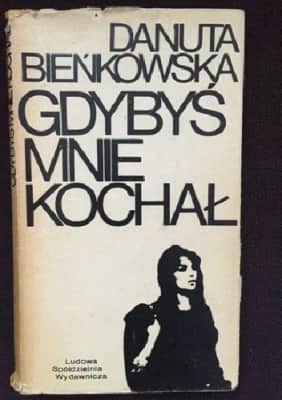 DANUTA
BIEŃKOWSKA
GDYBYŚ
MNIE
KOCHAŁ
Ludowa
Spółdzielnia
Wydawnicza